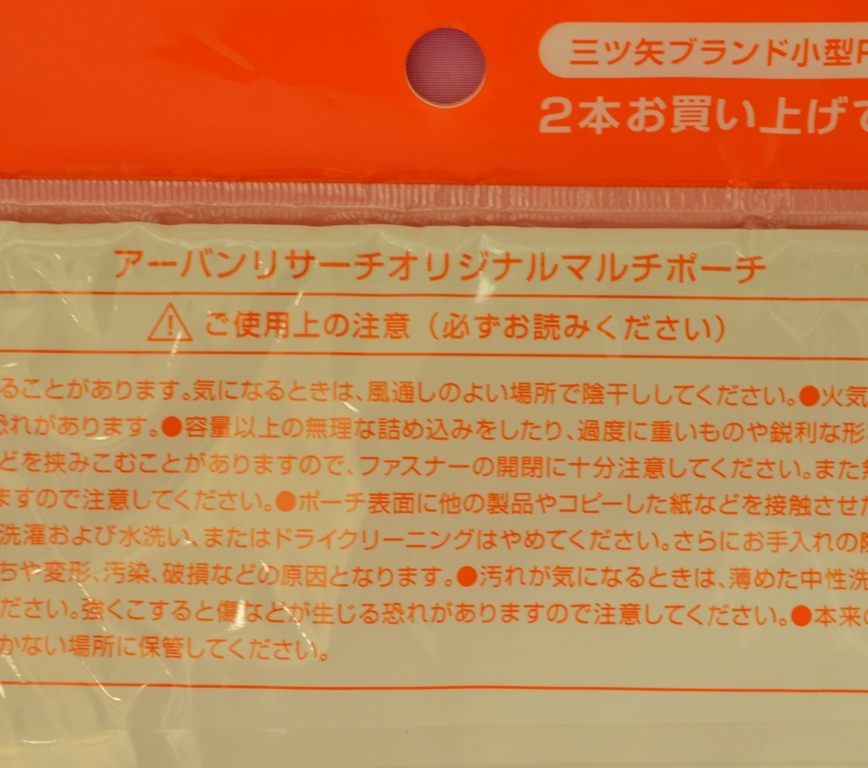 三ツ矢ブランド小型P
2本お買い上げで
アーバンリサーチオリジナルマルチポーチ
ご使用上の注意（必ずお読みください）
ることがあります。気になるときは、風通しのよい場所で陰干ししてください。●火気
恐れがあります。●容量以上の無理な詰め込みをしたり、過度に重いものや鋭利な形
どを挟みこむことがありますので、ファスナーの開閉に十分注意してください。また
ますので注意してください。●ポーチ表面に他の製品やコピーした紙などを接触させ
洗濯および水洗い、またはドライクリーニングはやめてください。さらにお手入れの際
ちや変形、汚染、破損などの原因となります。●汚れが気になるときは、薄めた中性洗
ださい。強くこすると傷などが生じる恐れがありますので注意してください。●本来の
かない場所に保管してください。